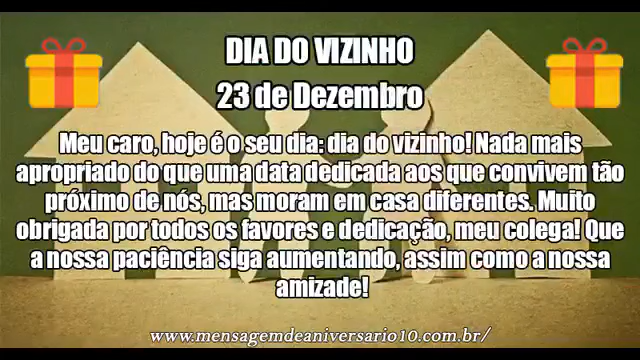 DIA DO VIZINHO
23 de Dezembro
Meu caro, hoje é o seu dia: dia do vizinho! Nada mais
apropriado do que uma data dedicada aos que convivem tão
próximo de nós, mas moram em casa diferentes. Muito
obrigada por todos os favores e dedicação, meu colega! Que
a nossa paciência siga aumentando, assim como a nossa
amizade!
www.mensagemdeaniversario10.com.br/